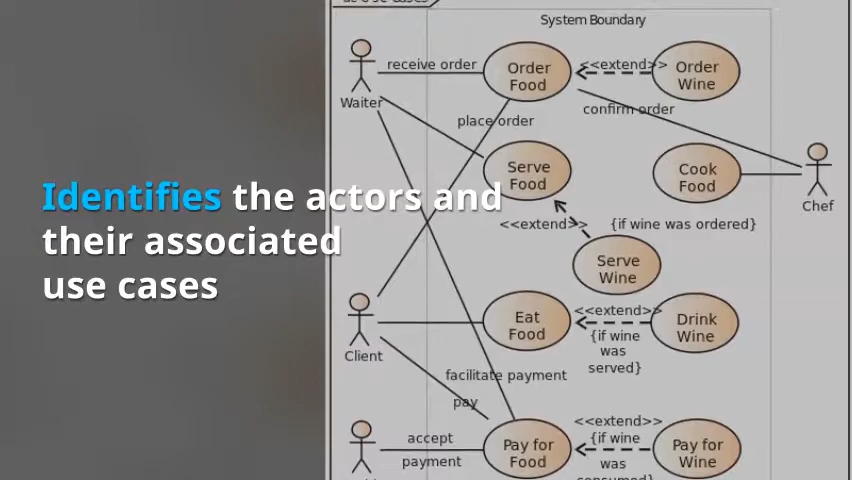 System Boundary
receive order
Order
Food
<<extend>>
Order
Wine
Waiter
confirm order
place order
Serve
Food
Cook
Food
Chef
Identifies the actors and
their associated
use cases
<<extend>>
{if wine was ordered}
Serve
Wine
Client
Eat
Food
<<extend>>
{if wine
was
served}
Drink
Wine
facilitate payment
pay
accept
payment
Pay for
Food
<<extend>>
{if wine
was
consumed}
Pay for
Wine